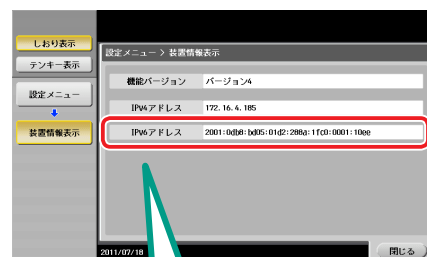 しおり表示
テンキー表示
設定メニュー
装置情報表示
設定メニュー > 装置情報表示
機能バージョン バージョン4
IPv4アドレス 172.16.4.185
IPv6アドレス 2001:0db8:bd05:01d2:288a:1fc0:0001:10ee
2011/07/18
閉じる